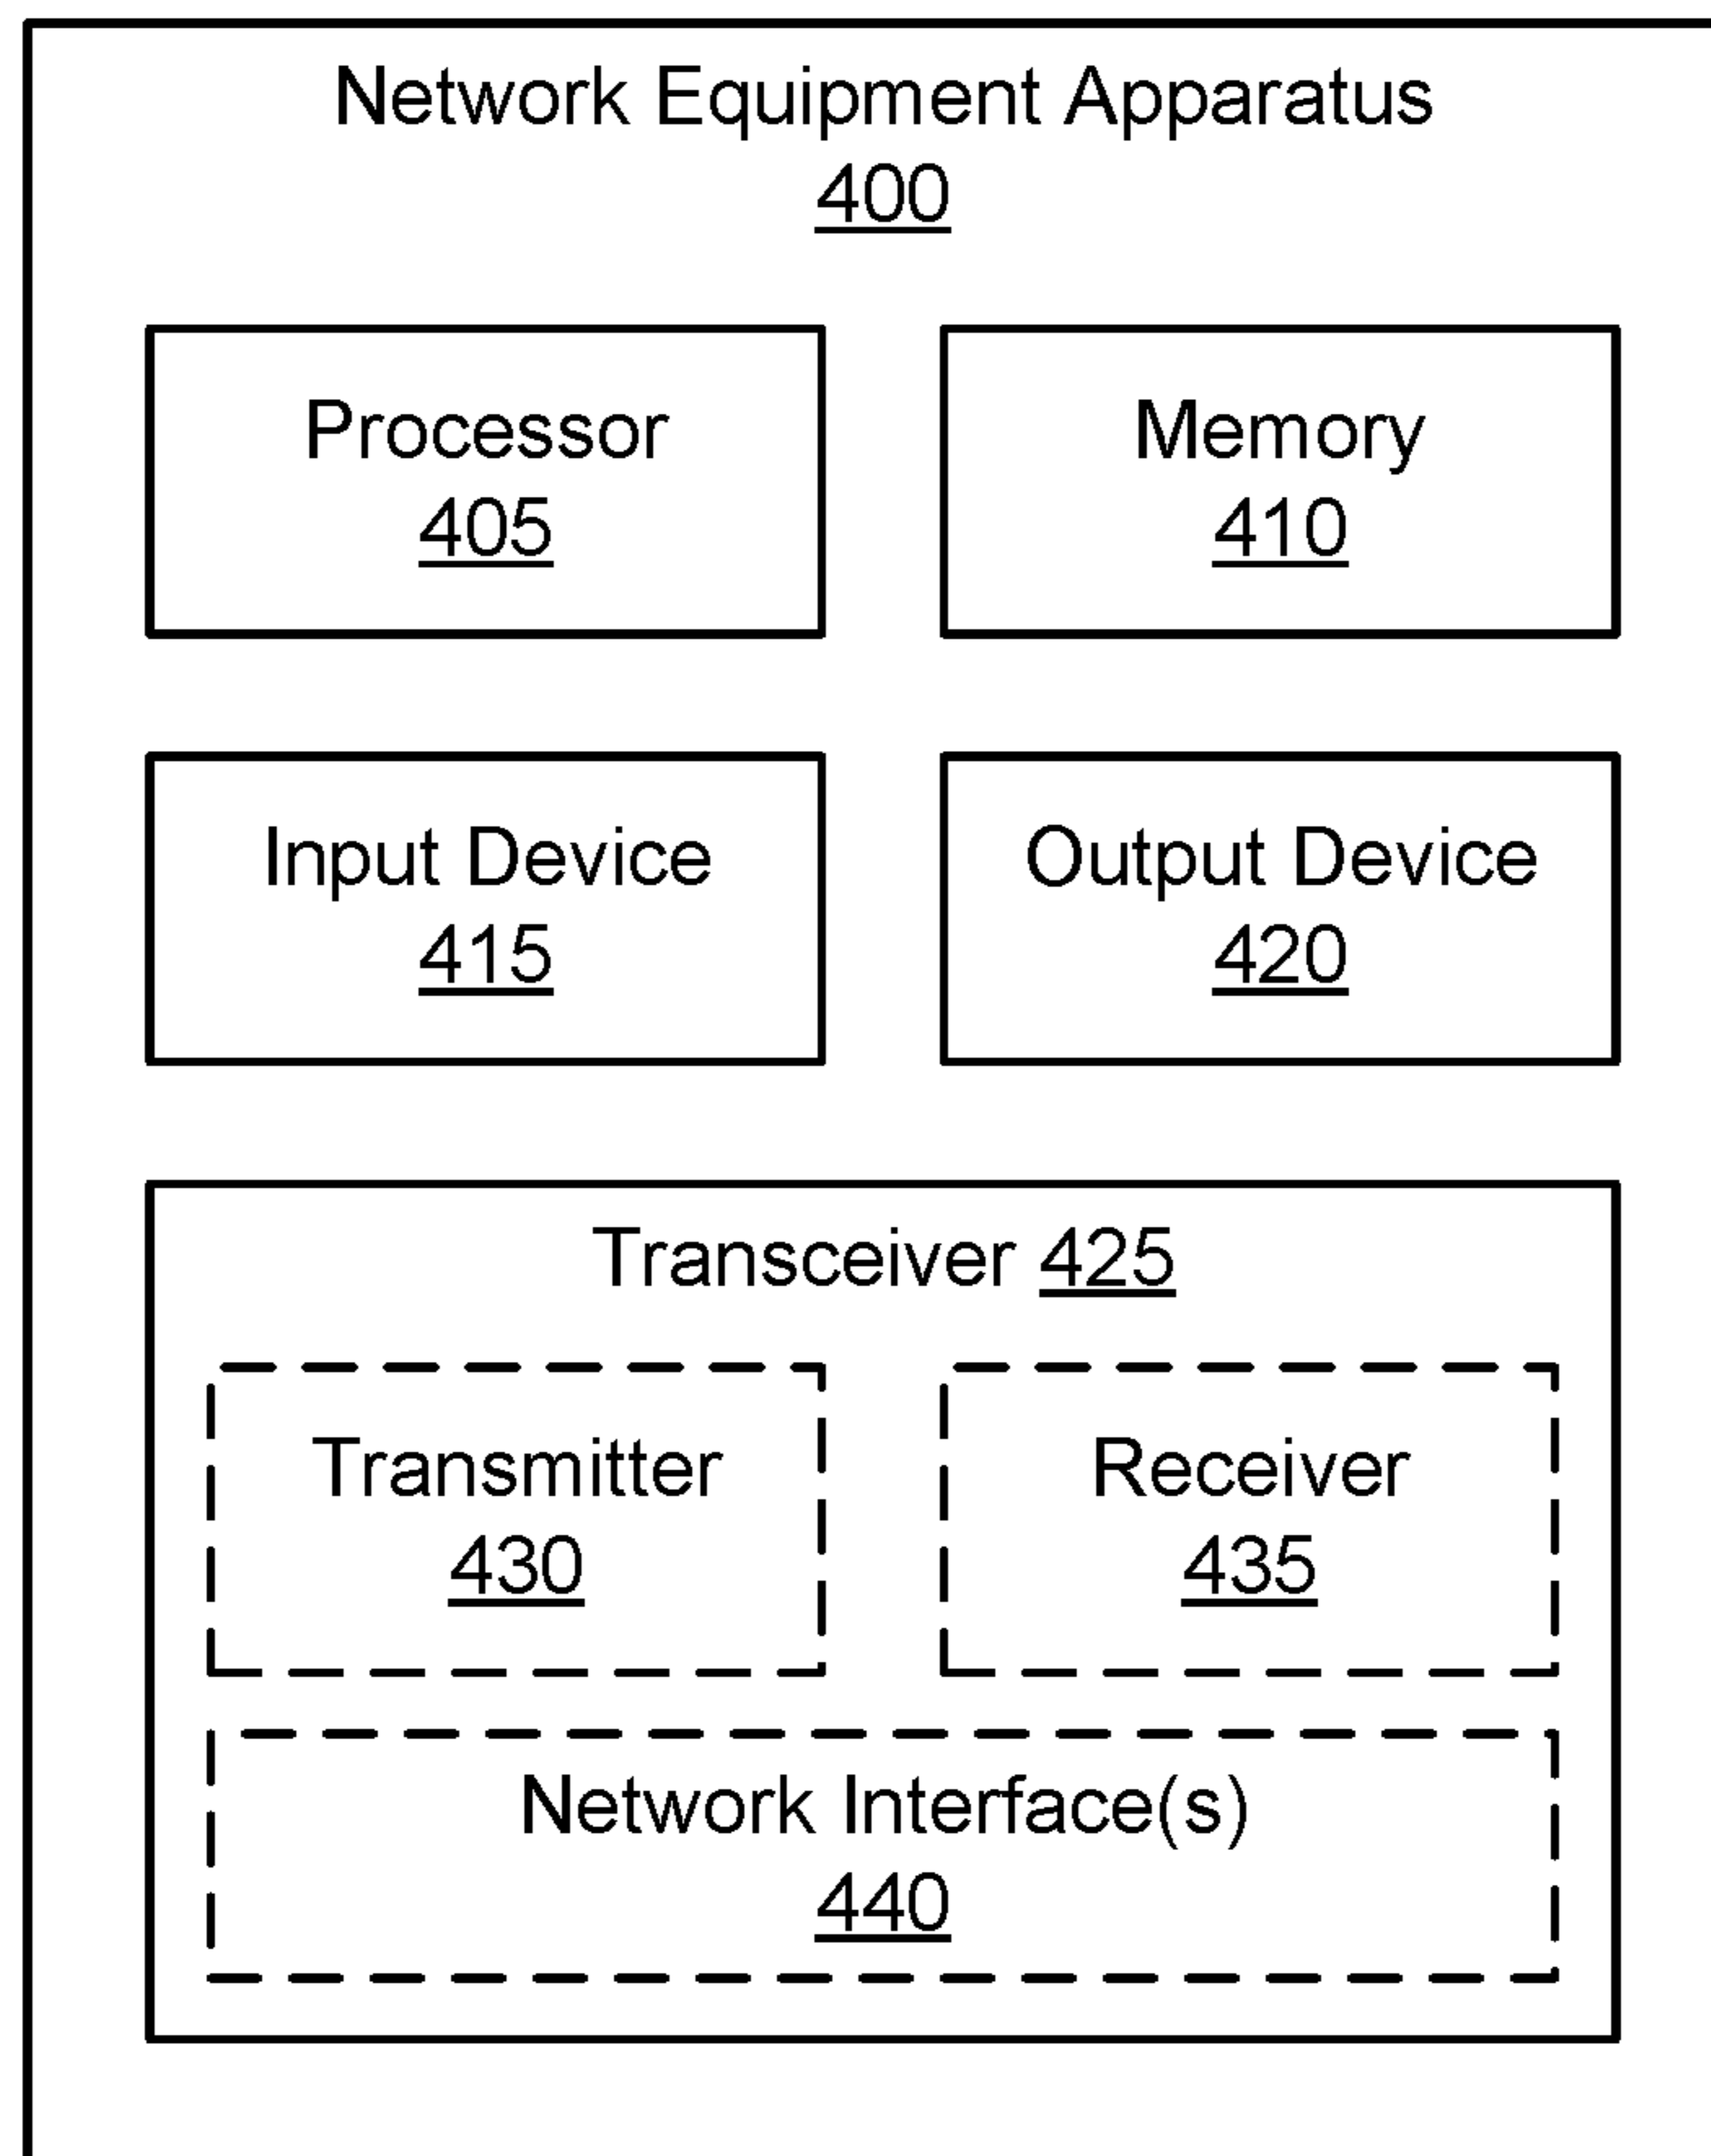 Network Equipment Apparatus
400
Processor
405
Memory
410
Input Device
415
Output Device
420
Transceiver 425
Transmitter
430
Receiver
435
Network Interface(s)
440